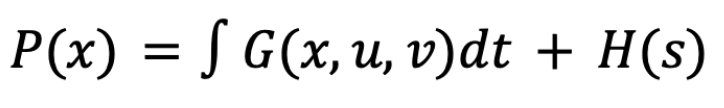 P(x) = ∫ G(x, u, v)dt + H(s)